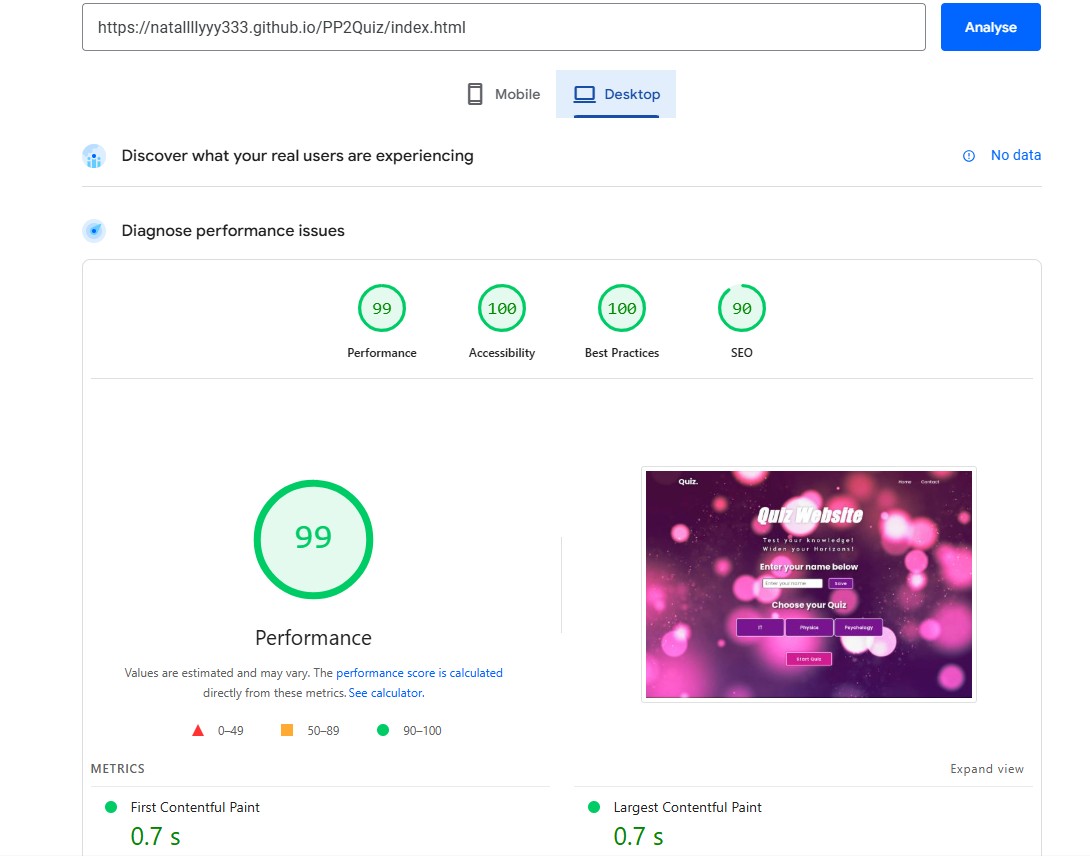 https://natallllyyy333.github.io/PP2Quiz/index.html
Analyse
Mobile
Desktop
Discover what your real users are experiencing
No data
Diagnose performance issues
99
100
100
90
Performance
Accessibility
Best Practices
SEO
99
Performance
Values are estimated and may vary. The performance score is calculated
directly from these metrics. See calculator.
0–49
50–89
90–100
Quiz.
Home
Contact
Quiz Website
Test your knowledge!
Widen your Horizons!
Enter your name below
Enter your name
Save
Choose your Quiz
IT
Physics
Psychology
Start Quiz
METRICS
Expand view
First Contentful Paint
0.7 s
Largest Contentful Paint
0.7 s